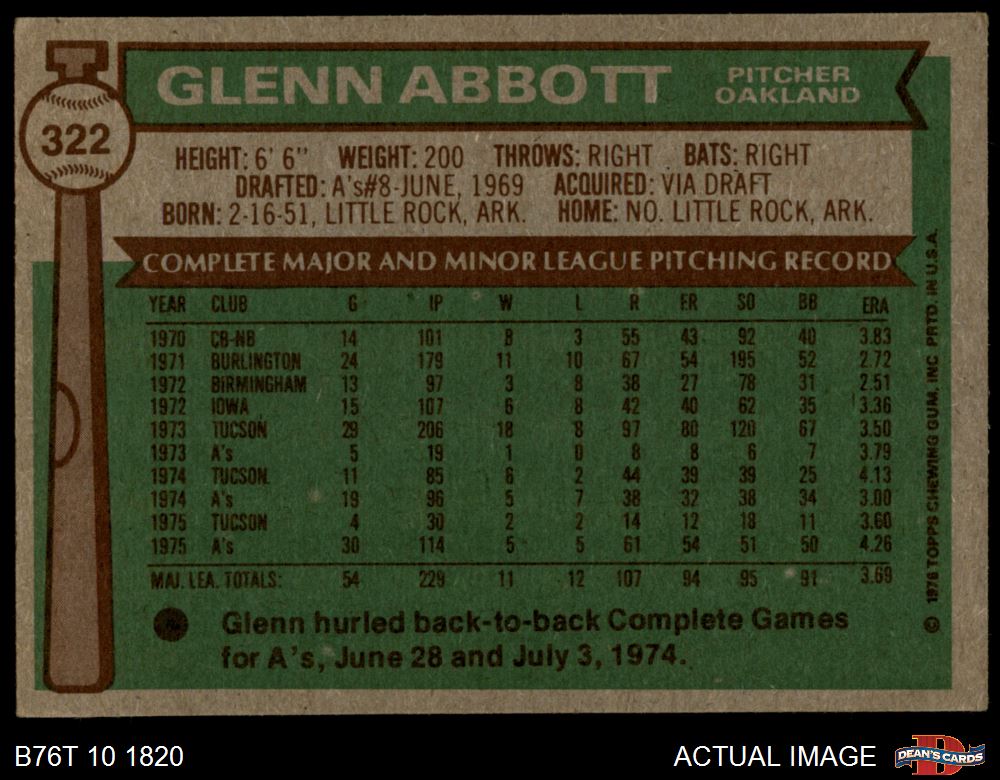 322
GLENN ABBOTT PITCHER OAKLAND
HEIGHT: 6' 6" WEIGHT: 200 THROWS: RIGHT BATS: RIGHT
DRAFTED: A's#8-JUNE, 1969 ACQUIRED: VIA DRAFT
BORN: 2-16-51, LITTLE ROCK, ARK. HOME: NO. LITTLE ROCK, ARK.
COMPLETE MAJOR AND MINOR LEAGUE PITCHING RECORD
YEAR CLUB G IP W L R ER SO BB ERA
1970 CB-NB 14 101 8 3 55 43 92 40 3.83
1971 BURLINGTON 24 179 11 10 67 54 195 52 2.72
1972 BIRMINGHAM 13 97 3 8 38 27 78 31 2.51
1972 IOWA 15 107 6 8 42 40 62 35 3.36
1973 TUCSON 29 206 18 8 97 80 120 67 3.50
1973 A's 5 19 1 0 8 8 6 7 3.79
1974 TUCSON 11 85 6 2 44 39 39 25 4.13
1974 A's 19 96 5 7 38 32 38 34 3.00
1975 TUCSON 4 30 2 2 14 12 18 11 3.60
1975 A's 30 114 5 5 61 54 51 50 4.26
MAJ. LEA. TOTALS: 54 229 11 12 107 94 95 91 3.69
Glenn hurled back-to-back Complete Games
for A's, June 28 and July 3, 1974.
© 1976 TOPPS CHEWING GUM, INC PRTD. IN U.S.A.
B76T 10 1820 ACTUAL IMAGE DEAN'S CARDS